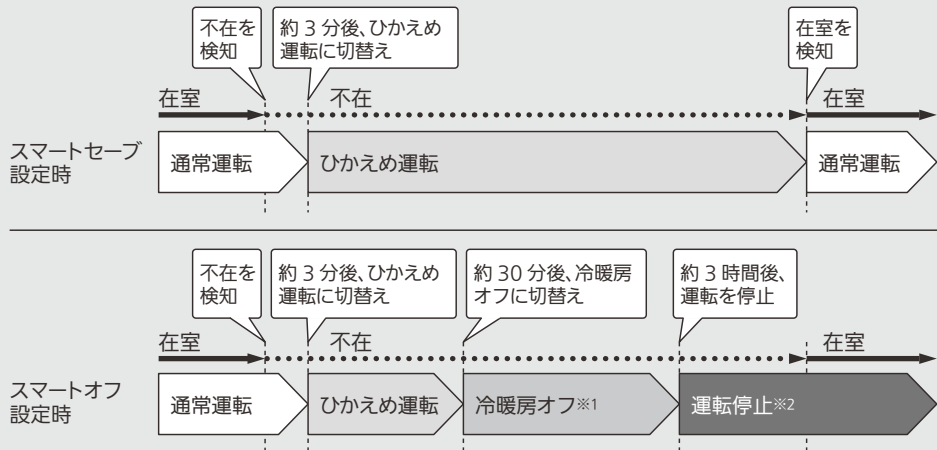 不在を
検知
約 3 分後、ひかえめ
運転に切替え
在室を
検知
在室
不在
在室
スマートセーブ
設定時
通常運転
ひかえめ運転
通常運転
不在を
検知
約 3 分後、ひかえめ
運転に切替え
約 30 分後、冷暖房
オフに切替え
約 3 時間後、
運転を停止
在室
不在
在室
スマートオフ
設定時
通常運転
ひかえめ運転
冷暖房オフ※1
運転停止※2